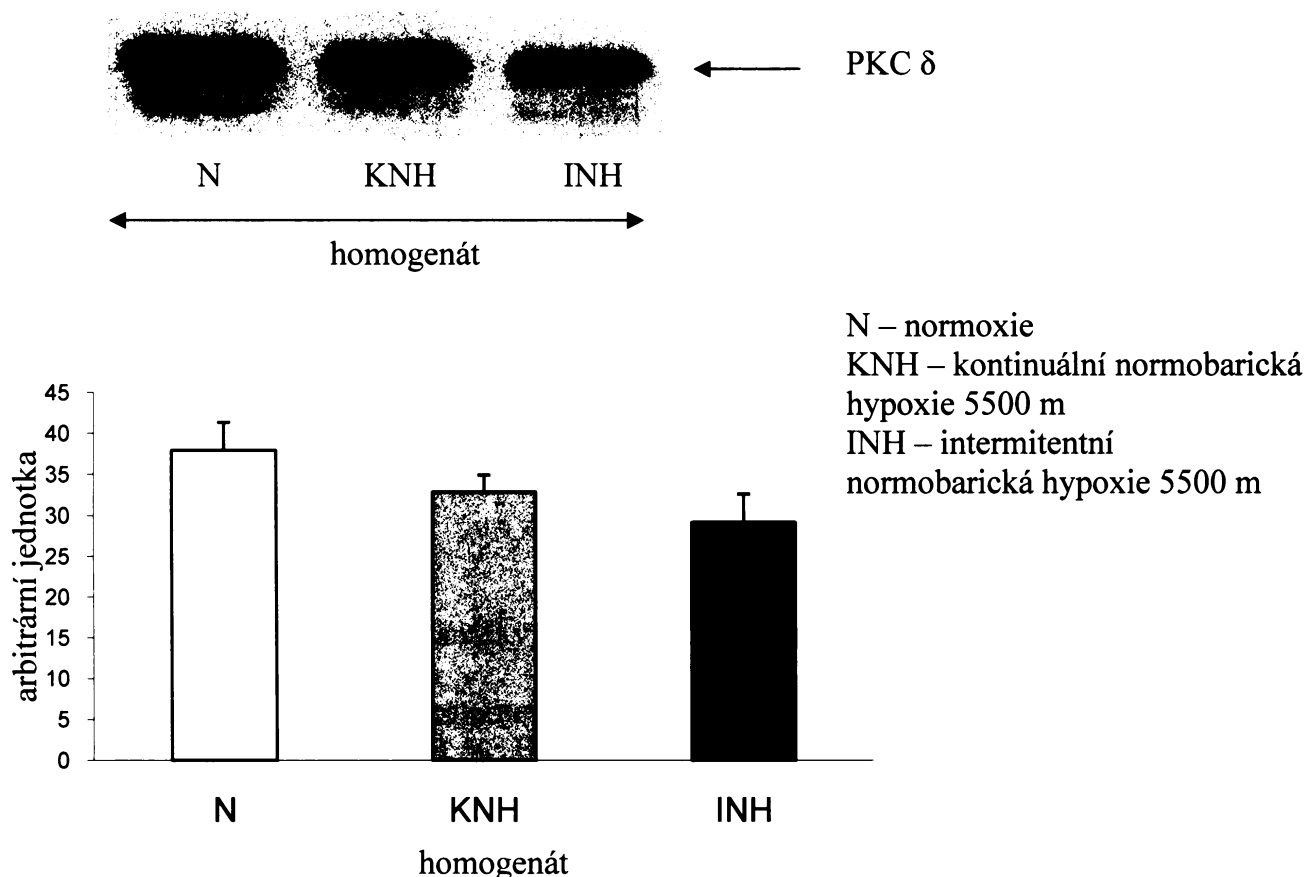 PKC δ
N KNH INH
homogenát
N – normoxie
KNH – kontinuální normobarická
hypoxie 5500 m
INH – intermitentní
normobarická hypoxie 5500 m
arbitrární jednotka
45
40
35
30
25
20
15
10
5
0
N KNH INH
homogenát